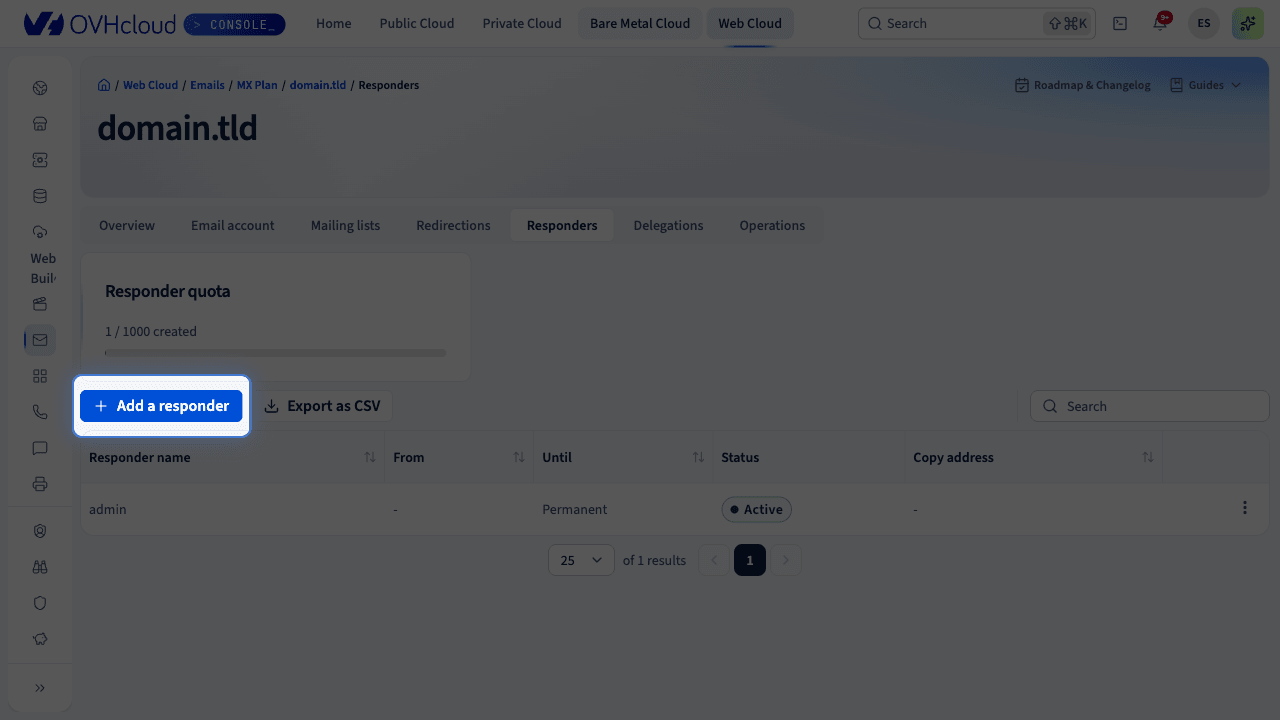 OVHcloud > CONSOLE_ Home Public Cloud Private Cloud Bare Metal Cloud Web Cloud Search ⇧⌘K 9+ ES
/ Web Cloud / Emails / MX Plan / domain.tld / Responders Roadmap & Changelog Guides
domain.tld
Overview Email account Mailing lists Redirections Responders Delegations Operations
Web
Buil
Responder quota
1 / 1000 created
Add a responder Export as CSV Search
Responder name From Until Status Copy address
admin - Permanent Active -
25 of 1 results 1